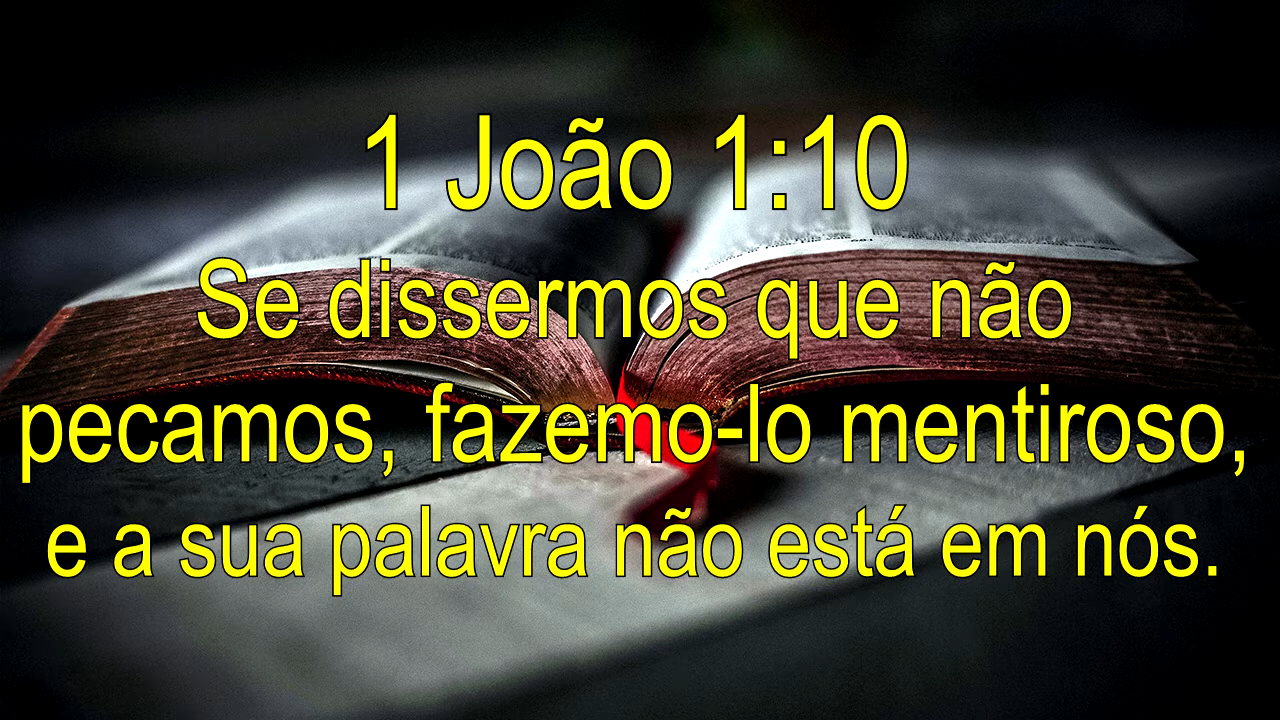 1 João 1:10
Se dissermos que não
pecamos, fazemo-lo mentiroso,
e a sua palavra não está em nós.